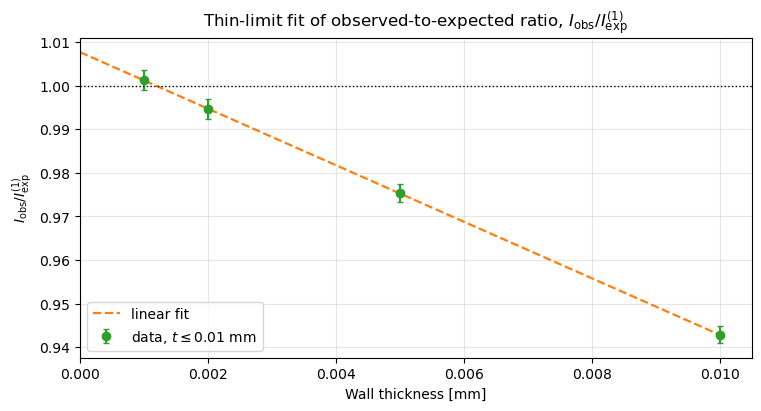 Thin-limit fit of observed-to-expected ratio, I_obs/I_exp^(1)
1.01
1.00
0.99
0.98
0.97
0.96
0.95
0.94
I_obs/I_exp^(1)
linear fit
data, t ≤ 0.01 mm
0.000
0.002
0.004
0.006
0.008
0.010
Wall thickness [mm]